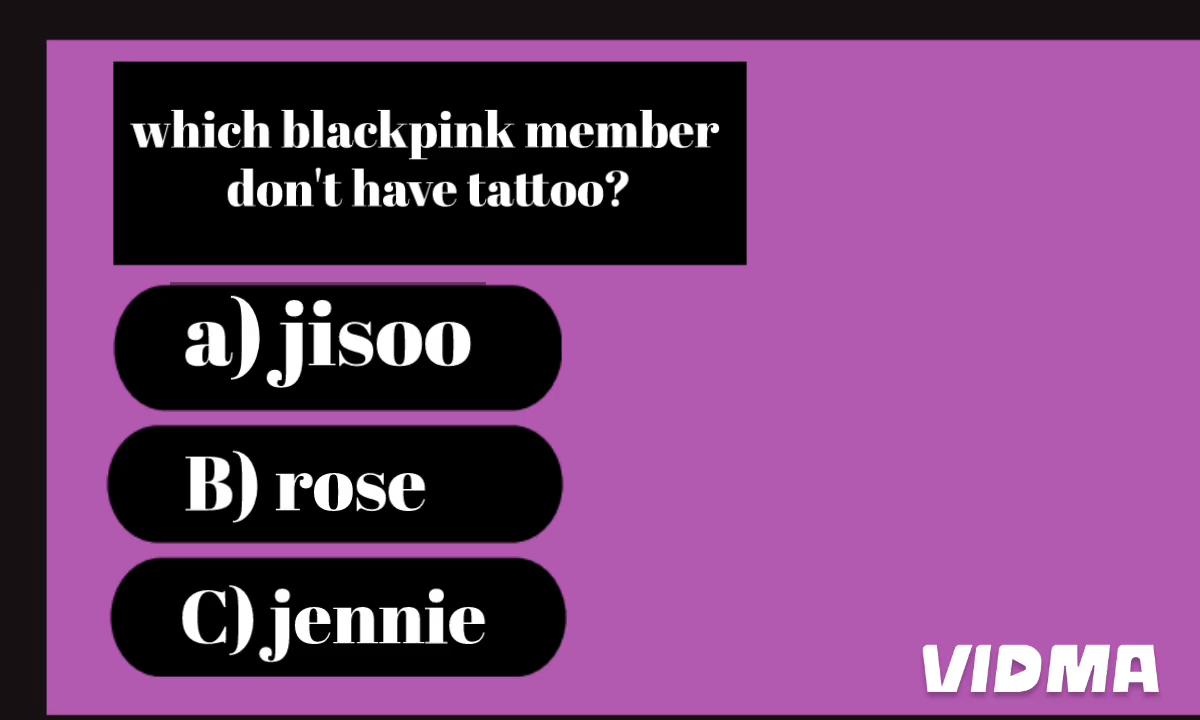 which blackpink member
don't have tattoo?
a) jisoo
B) rose
C) jennie
VIDMA